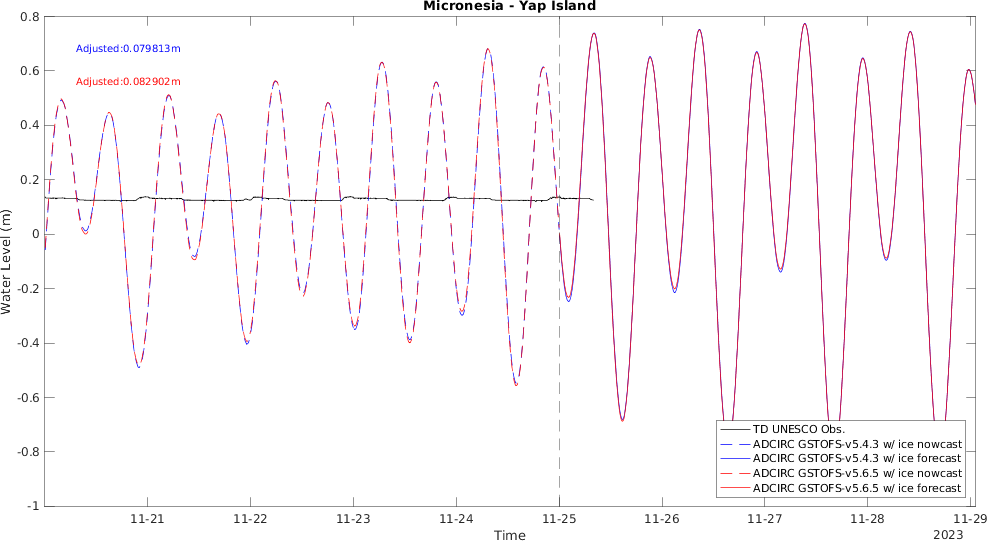 Micronesia - Yap Island
Adjusted:0.079813m
Adjusted:0.082902m
0.8
0.6
0.4
0.2
0
-0.2
-0.4
-0.6
-0.8
-1
Water Level (m)
TD UNESCO Obs.
ADCIRC GSTOFS-v5.4.3 w/ ice nowcast
ADCIRC GSTOFS-v5.4.3 w/ ice forecast
ADCIRC GSTOFS-v5.6.5 w/ ice nowcast
ADCIRC GSTOFS-v5.6.5 w/ ice forecast
11-21 11-22 11-23 11-24 11-25 11-26 11-27 11-28 11-29
Time
2023